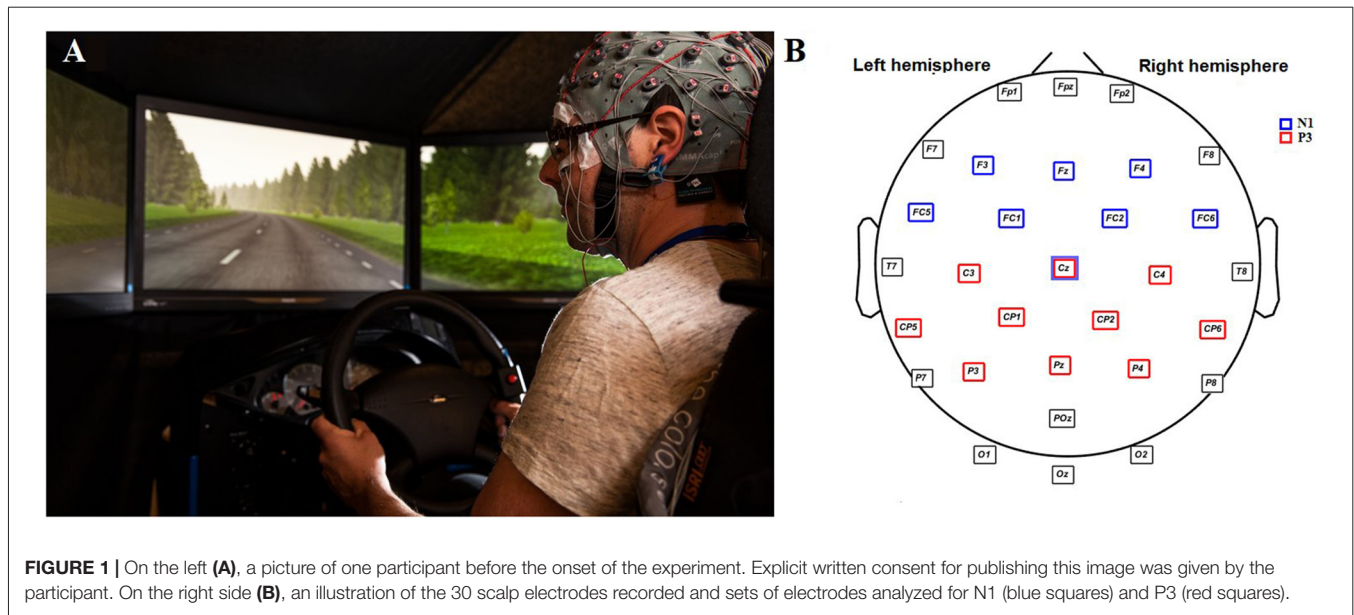 A
B
Left hemisphere
Right hemisphere
Fp1 Fpz Fp2
N1
P3
F7 F8
F3 Fz F4
FC5 FC1 FC2 FC6
T7 C3 Cz C4 T8
CP5 CP1 CP2 CP6
P7 P3 Pz P4 P8
POz
O1 O2
Oz
FIGURE 1 | On the left (A), a picture of one participant before the onset of the experiment. Explicit written consent for publishing this image was given by the
participant. On the right side (B), an illustration of the 30 scalp electrodes recorded and sets of electrodes analyzed for N1 (blue squares) and P3 (red squares).